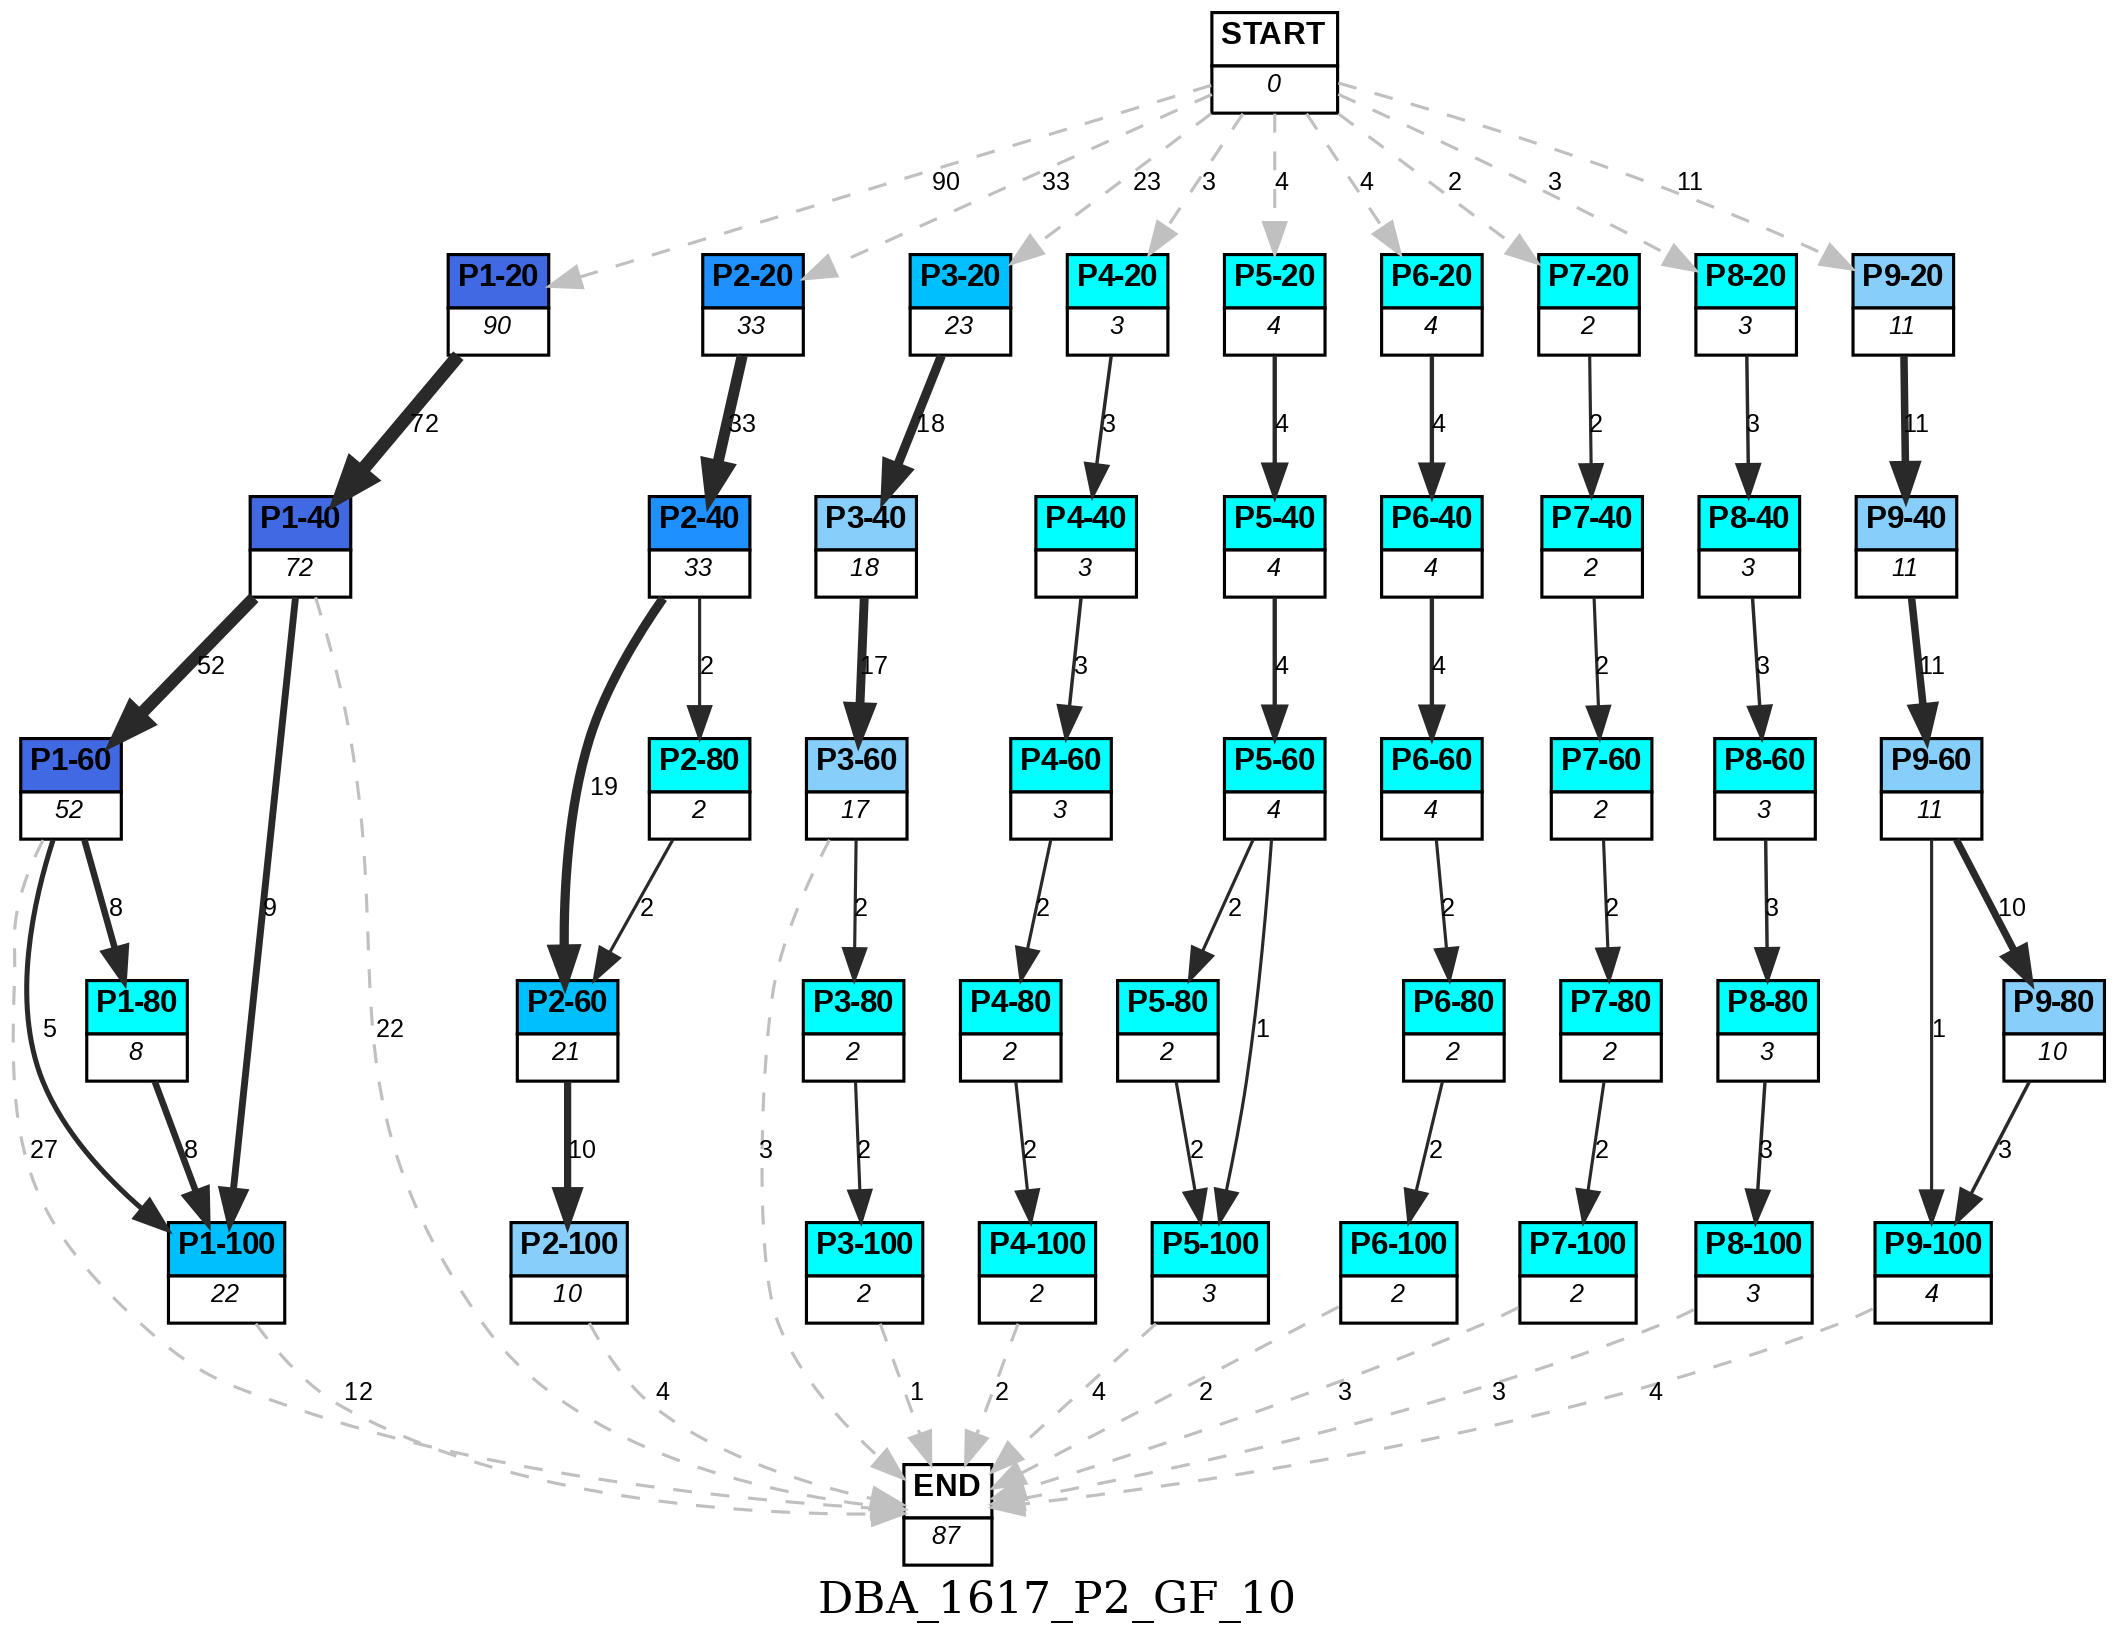 START
0
90 33 23 3 4 4 2 3 11
P1-20 P2-20 P3-20 P4-20 P5-20 P6-20 P7-20 P8-20 P9-20
90 33 23 3 4 4 2 3 11
72 33 18 3 4 4 2 3 11
P1-40 P2-40 P3-40 P4-40 P5-40 P6-40 P7-40 P8-40 P9-40
72 33 18 3 4 4 2 3 11
52 2 17 3 4 4 2 3 11
P1-60 P2-80 P3-60 P4-60 P5-60 P6-60 P7-60 P8-60 P9-60
52 19 2 17 3 4 4 2 3 11
8 9 2 2 2 2 2 2 3 10
P1-80 P2-60 P3-80 P4-80 P5-80 P6-80 P7-80 P8-80 P9-80
5 8 22 21 2 2 2 1 2 2 3 1 10
27 8 10 3 2 2 2 2 2 3 3
P1-100 P2-100 P3-100 P4-100 P5-100 P6-100 P7-100 P8-100 P9-100
22 10 2 2 3 2 2 3 4
12 4 1 2 4 2 3 3 4
END
87
DBA_1617_P2_GF_10